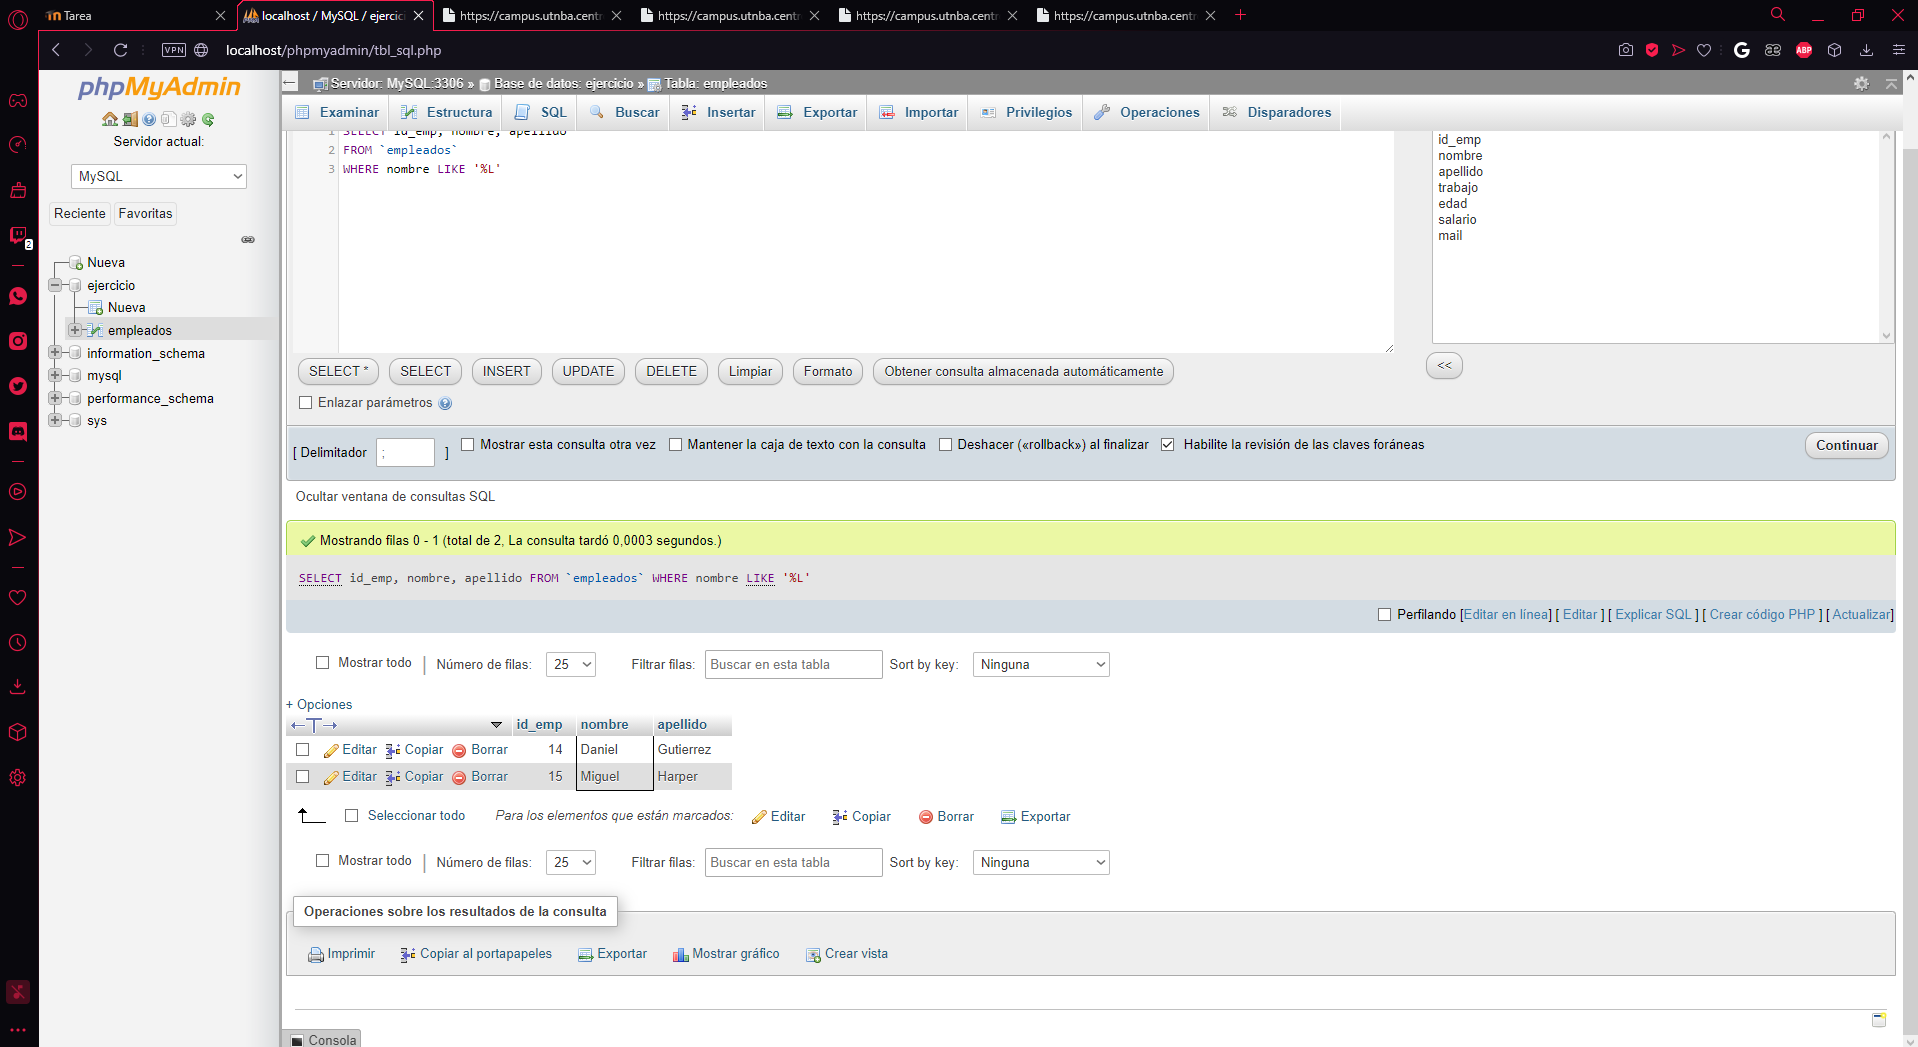 Tarea
localhost / MySQL / ejercic
https://campus.utnba.centr
https://campus.utnba.centr
https://campus.utnba.centr
https://campus.utnba.centr
VPN
localhost/phpmyadmin/tbl_sql.php
G
ABP
2
phpMyAdmin
Servidor actual:
MySQL
Reciente
Favoritas
Nueva
ejercicio
Nueva
empleados
information_schema
mysql
performance_schema
sys
Servidor: MySQL:3306 » Base de datos: ejercicio » Tabla: empleados
Examinar
Estructura
SQL
Buscar
Insertar
Exportar
Importar
Privilegios
Operaciones
Disparadores
1 SELECT id_emp, nombre, apellido
2 FROM `empleados`
3 WHERE nombre LIKE '%L'
id_emp
nombre
apellido
trabajo
edad
salario
mail
SELECT *
SELECT
INSERT
UPDATE
DELETE
Limpiar
Formato
Obtener consulta almacenada automáticamente
<<
Enlazar parámetros
[ Delimitador ; ]
Mostrar esta consulta otra vez
Mantener la caja de texto con la consulta
Deshacer («rollback») al finalizar
Habilite la revisión de las claves foráneas
Continuar
Ocultar ventana de consultas SQL
Mostrando filas 0 - 1 (total de 2, La consulta tardó 0,0003 segundos.)
SELECT id_emp, nombre, apellido FROM `empleados` WHERE nombre LIKE '%L'
Perfilando [Editar en línea] [ Editar ] [ Explicar SQL ] [ Crear código PHP ] [ Actualizar]
Mostrar todo | Número de filas: 25 Filtrar filas: Buscar en esta tabla Sort by key: Ninguna
+ Opciones
←T→ id_emp nombre apellido
Editar Copiar Borrar 14 Daniel Gutierrez
Editar Copiar Borrar 15 Miguel Harper
Seleccionar todo Para los elementos que están marcados: Editar Copiar Borrar Exportar
Mostrar todo | Número de filas: 25 Filtrar filas: Buscar en esta tabla Sort by key: Ninguna
Operaciones sobre los resultados de la consulta
Imprimir
Copiar al portapapeles
Exportar
Mostrar gráfico
Crear vista
Consola